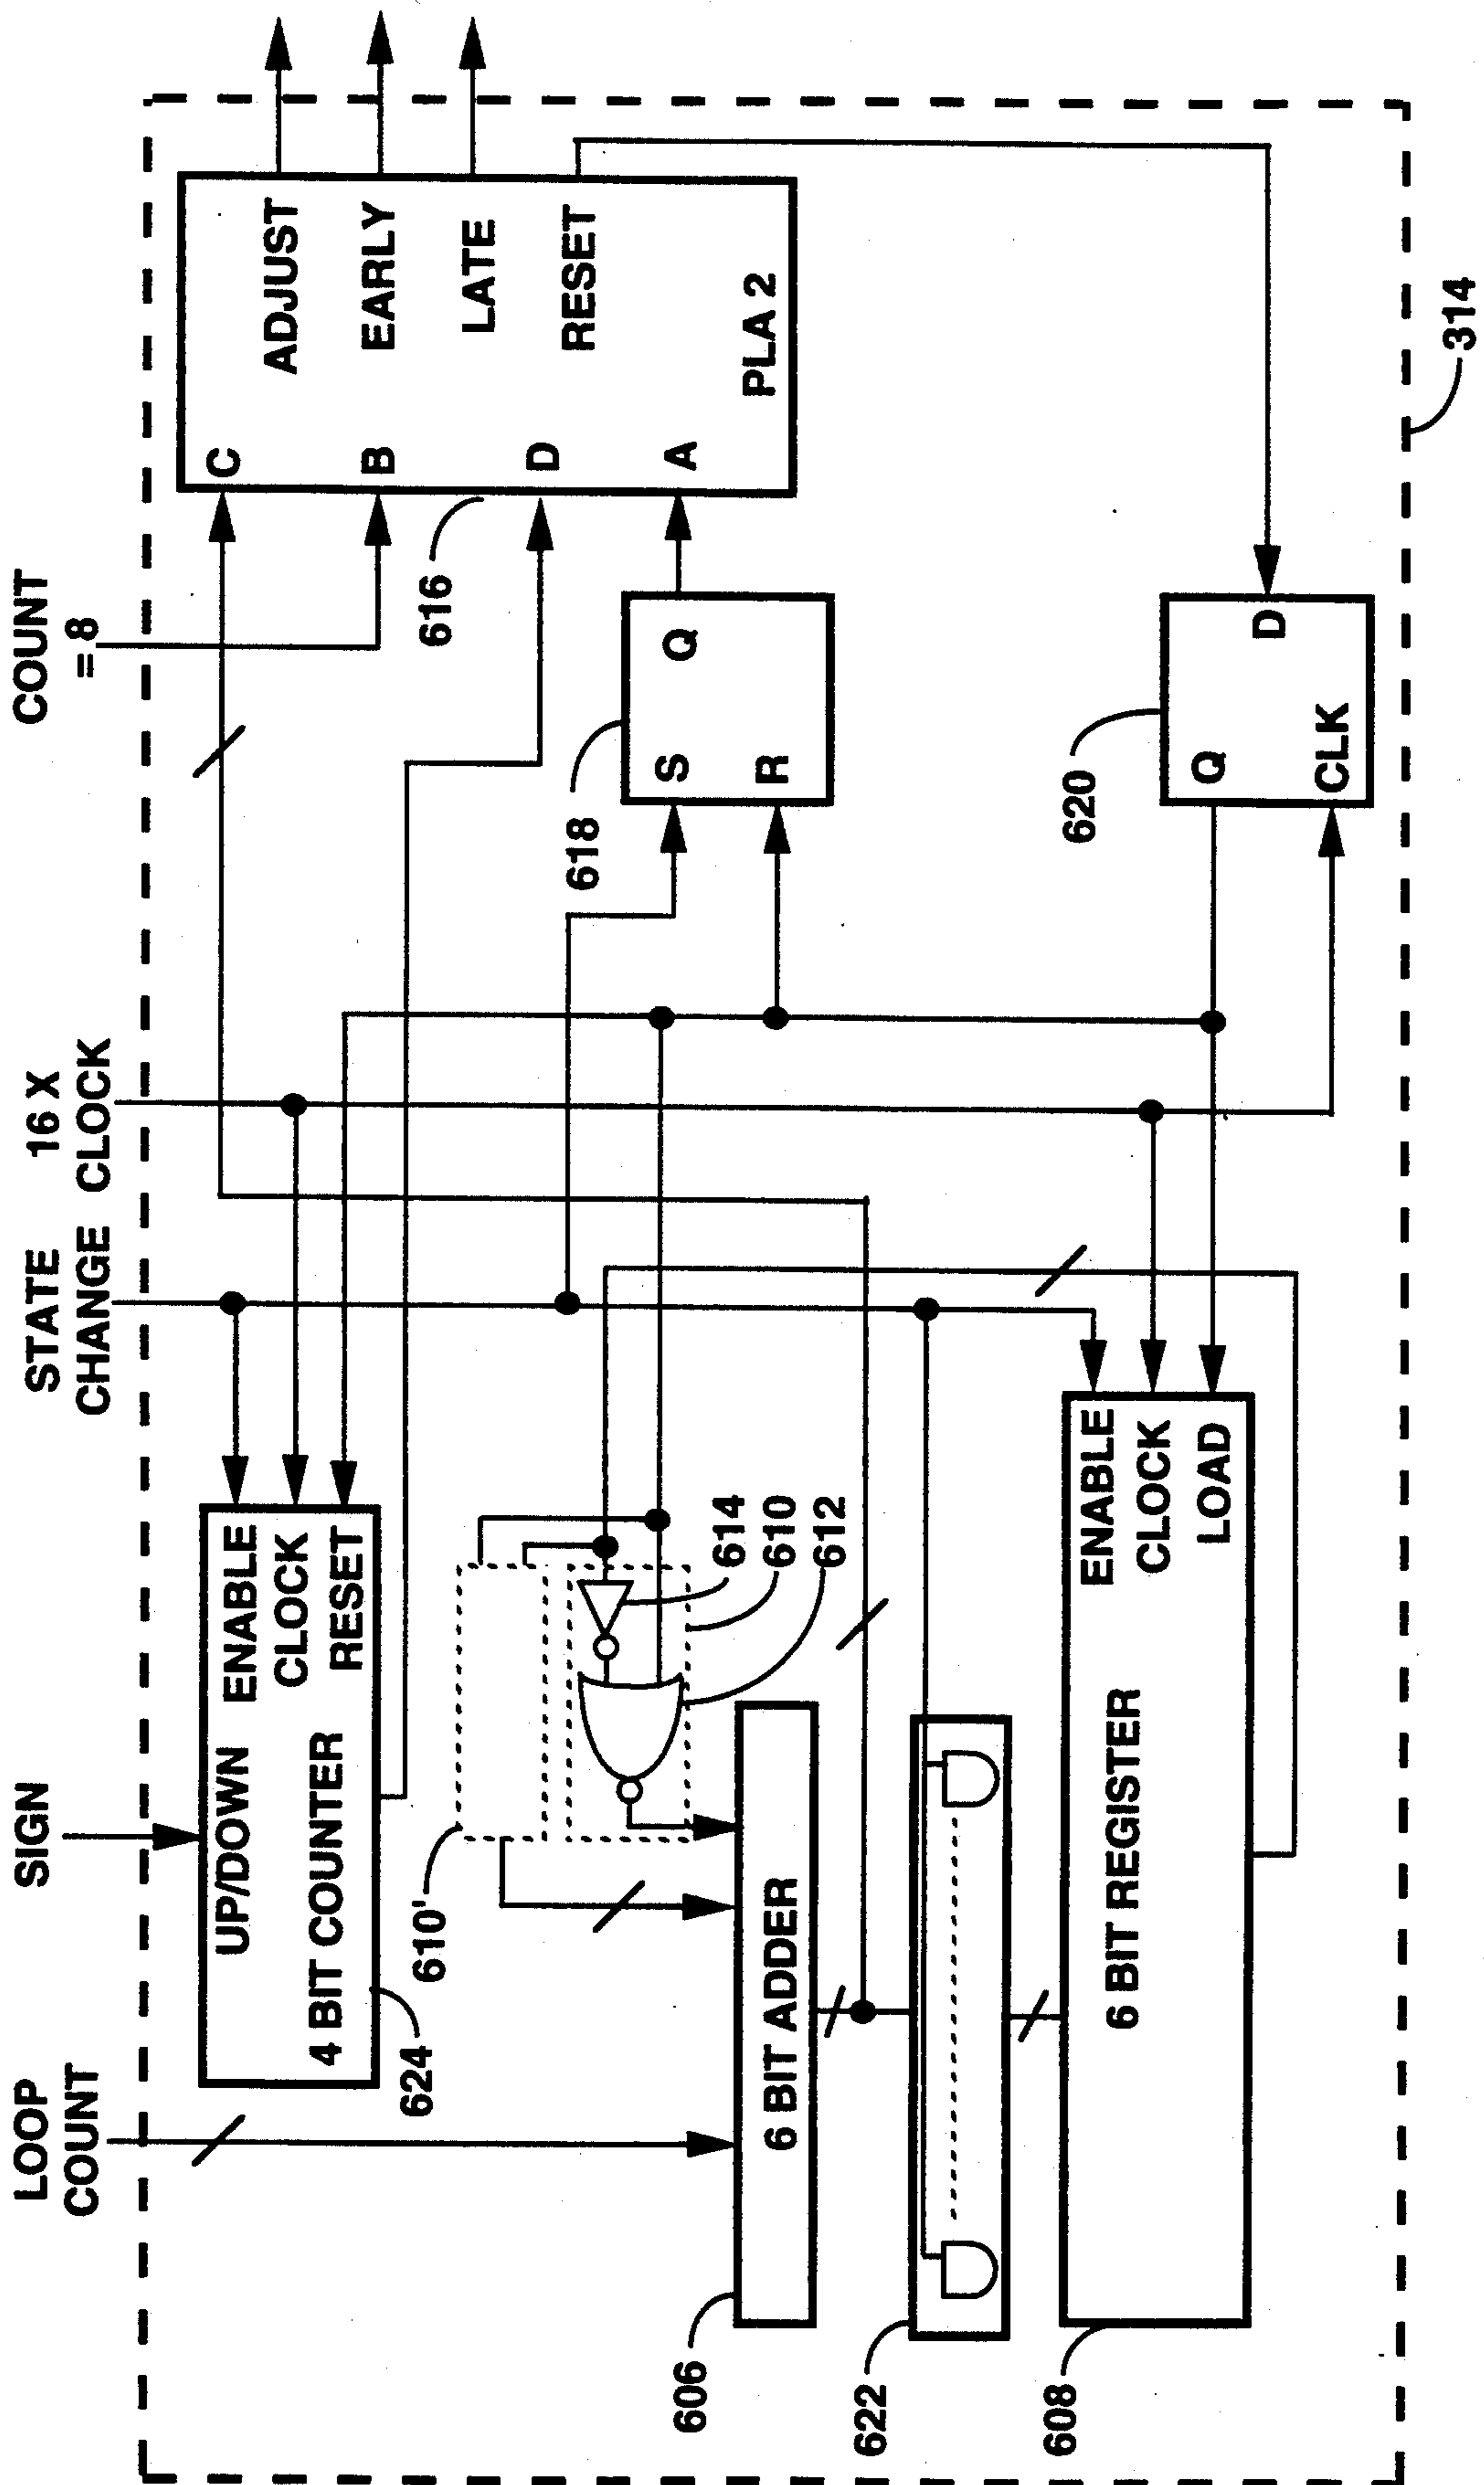 LOOP
COUNT
SIGN
STATE
CHANGE
16 X
CLOCK
COUNT
= 8
UP/DOWN
ENABLE
CLOCK
RESET
4 BIT COUNTER
624
610'
614
610
612
6 BIT ADDER
606
622
6 BIT REGISTER
ENABLE
CLOCK
LOAD
608
C
B
D
A
ADJUST
EARLY
LATE
RESET
PLA 2
616
S
R
Q
618
Q
D
CLK
620
314